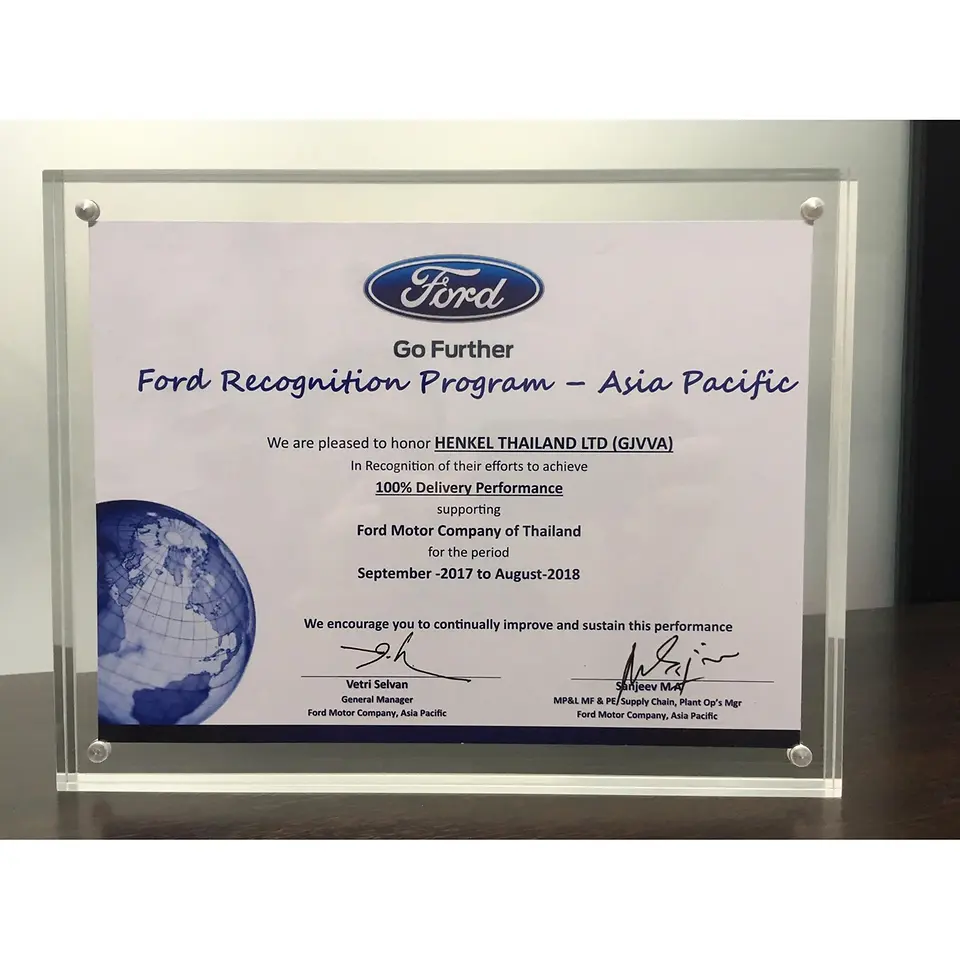 Ford
Go Further
Ford Recognition Program – Asia Pacific
We are pleased to honor HENKEL THAILAND LTD (GJVVA)
In Recognition of their efforts to achieve
100% Delivery Performance
supporting
Ford Motor Company of Thailand
for the period
September -2017 to August-2018
We encourage you to continually improve and sustain this performance
Vetri Selvan
General Manager
Ford Motor Company, Asia Pacific
Sanjeev M.A
MP&L MF & PE/Supply Chain, Plant Op's Mgr
Ford Motor Company, Asia Pacific